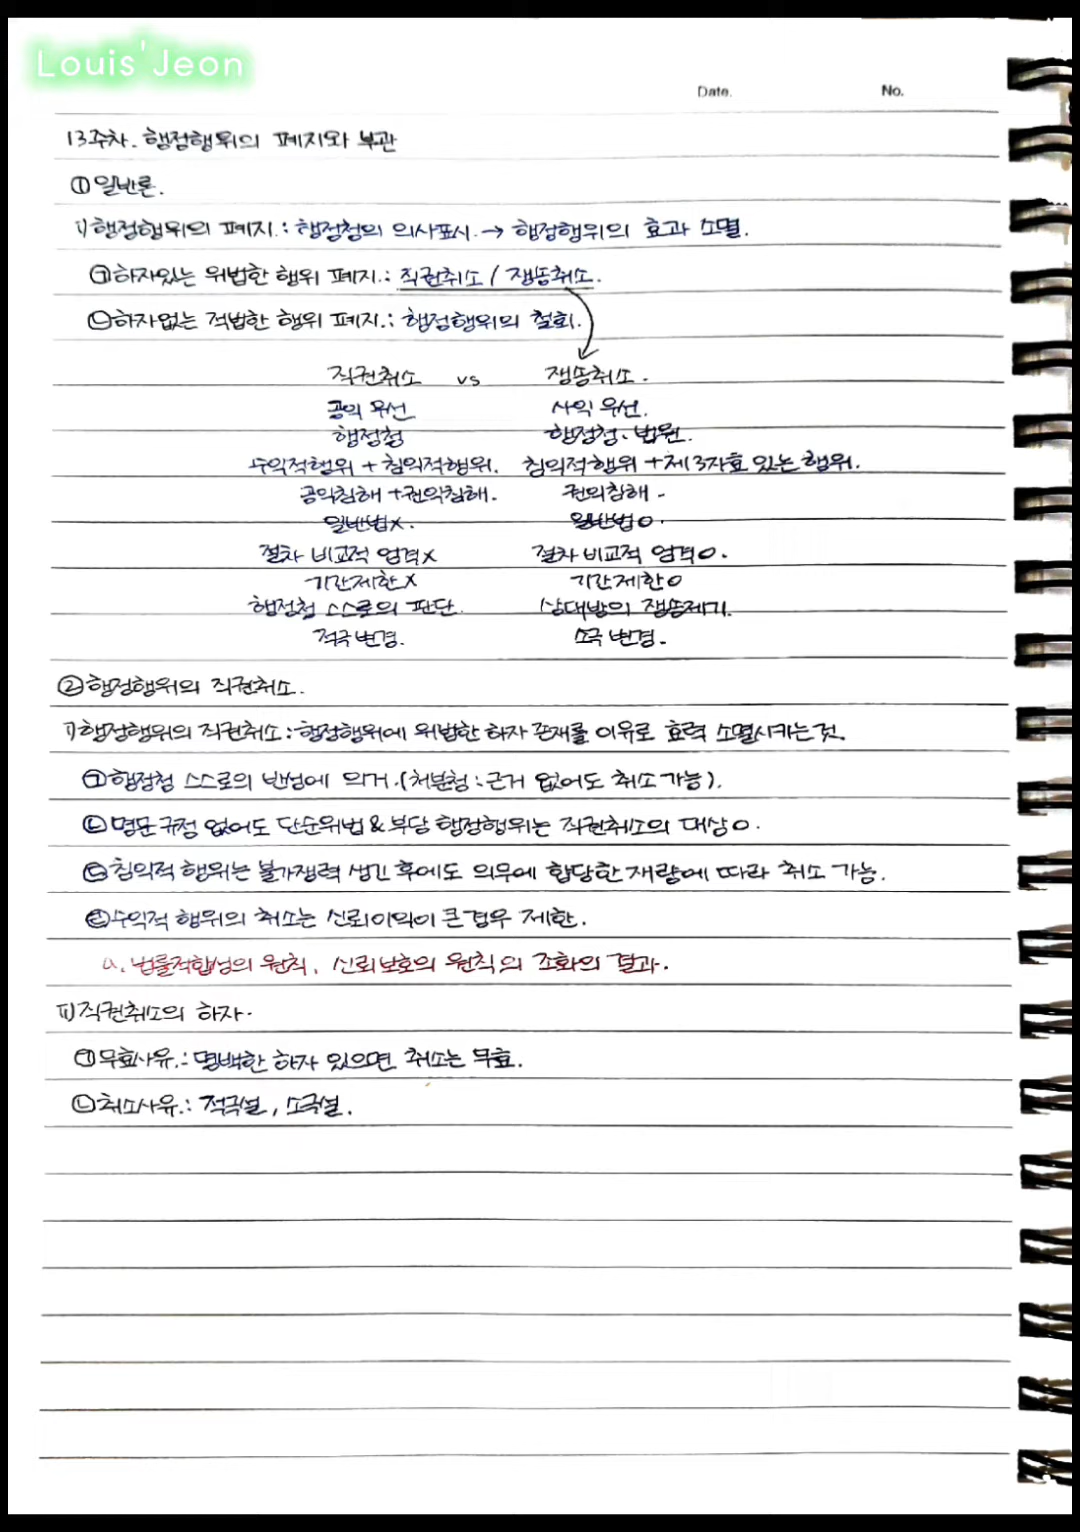 Louis'Jeon
Date. No.
13주차. 행정행위의 폐지와 부관
① 일반론.
i) 행정행위의 폐지.: 행정청의 의사표시. → 행정행위의 효과 소멸.
㉠ 하자있는 위법한 행위 폐지.: 직권취소 / 쟁송취소.
㉡ 하자없는 적법한 행위 폐지.: 행정행위의 철회.
직권취소 vs 쟁송취소.
공익 우선 사익 우선.
행정청 행정청·법원.
수익적행위 + 침익적행위. 침익적행위 + 제3자효 있는 행위.
공익침해 + 권익침해. 권익침해.
일반법 X. 일반법 O.
절차 비교적 엄격 X 절차 비교적 엄격 O.
기간제한 X 기간제한 O
행정청 스스로의 판단. 상대방의 쟁송제기.
적극변경. 소극 변경.
② 행정행위의 직권취소.
i) 행정행위의 직권취소: 행정행위에 위법한 하자 존재를 이유로 효력 소멸시키는 것.
㉠ 행정청 스스로의 반성에 의거. (처분청: 근거 없어도 취소 가능).
㉡ 명문규정 없어도 단순위법 & 부당 행정행위는 직권취소의 대상 O.
㉢ 침익적 행위는 불가쟁력 생긴 후에도 의무에 합당한 재량에 따라 취소 가능.
㉣ 수익적 행위의 취소는 신뢰이익이 큰 경우 제한.
a. 법률적합성의 원칙, 신뢰보호의 원칙의 조화의 결과.
ii) 직권취소의 하자.
㉠ 무효사유.: 명백한 하자 있으면 취소는 무효.
㉡ 취소사유.: 적극설, 소극설.